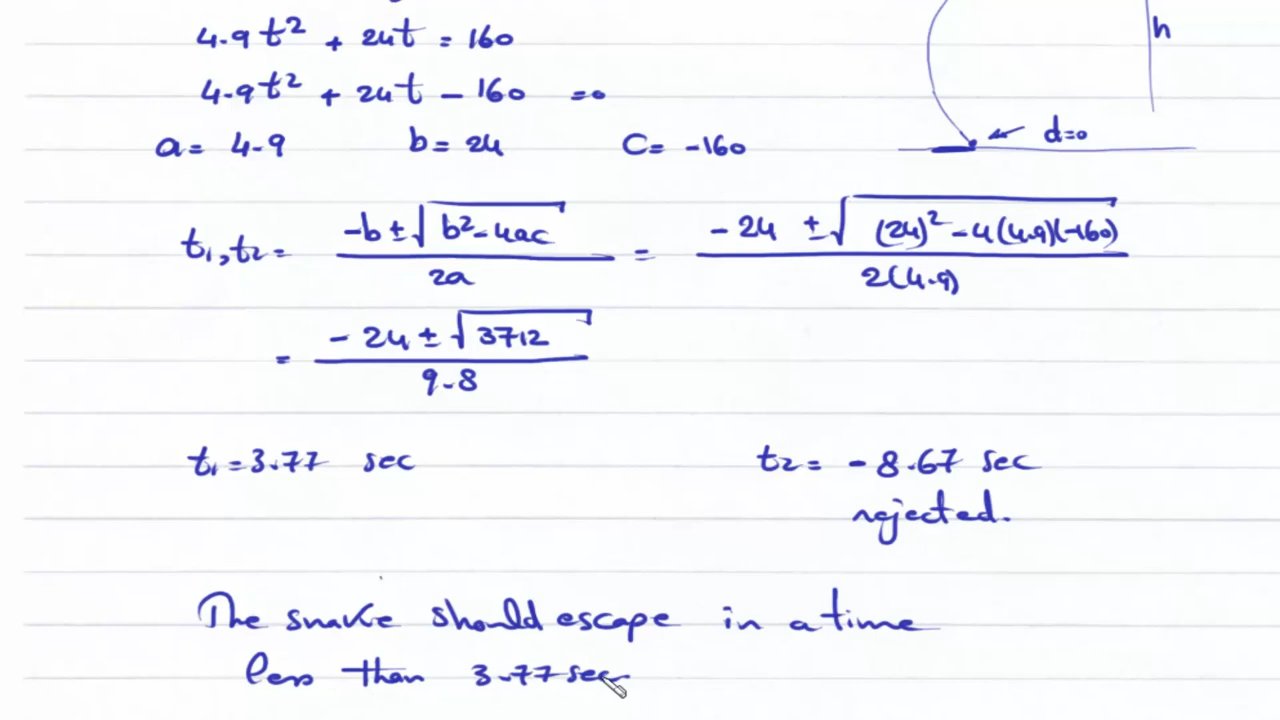 4.9t² + 24t = 160
h
4.9t² + 24t - 160 = 0
a = 4.9 b = 24 C = -160
d=0
t₁,t₂ = (-b ± √(b² - 4ac)) / 2a = (-24 ± √((24)² - 4(4.9)(-160))) / 2(4.9)
= (-24 ± √3712) / 9.8
t₁ = 3.77 sec t₂ = -8.67 sec
rejected.
The snake should escape in a time
less than 3.77 sec